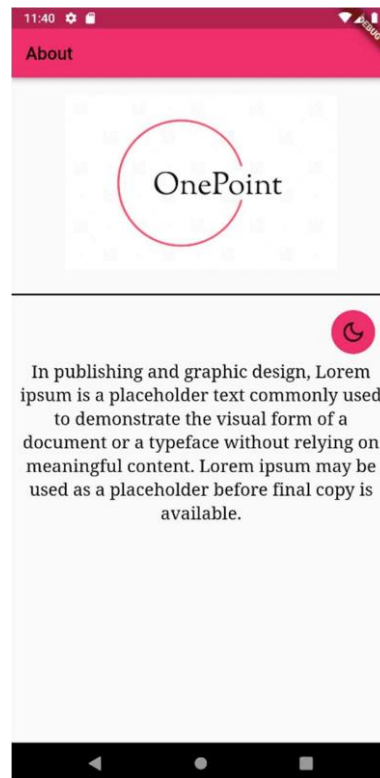 11:40
DEBUG
About
OnePoint
In publishing and graphic design, Lorem
ipsum is a placeholder text commonly used
to demonstrate the visual form of a
document or a typeface without relying on
meaningful content. Lorem ipsum may be
used as a placeholder before final copy is
available.